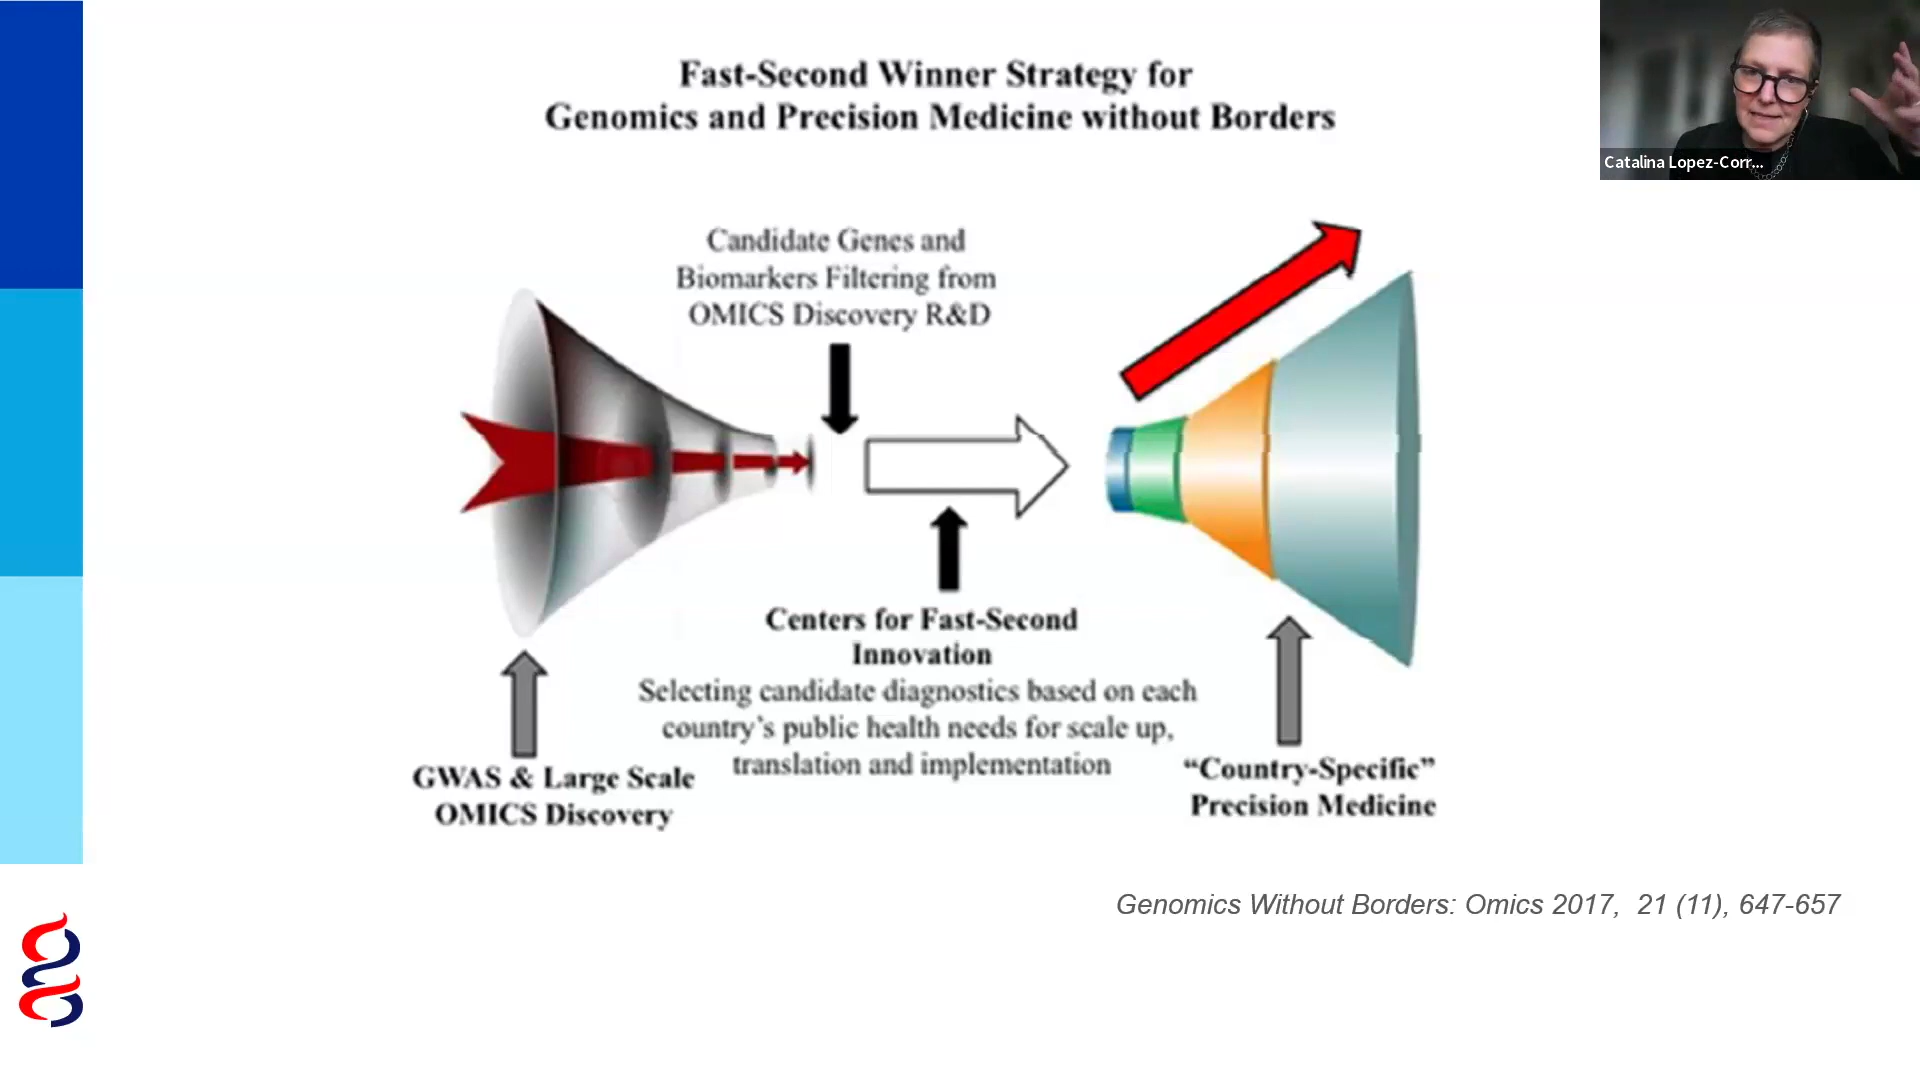 Fast-Second Winner Strategy for
Genomics and Precision Medicine without Borders
Catalina Lopez-Corr...
Candidate Genes and
Biomarkers Filtering from
OMICS Discovery R&D
Centers for Fast-Second
Innovation
Selecting candidate diagnostics based on each
country's public health needs for scale up,
translation and implementation
GWAS & Large Scale
OMICS Discovery
“Country-Specific”
Precision Medicine
Genomics Without Borders: Omics 2017,  21 (11), 647-657